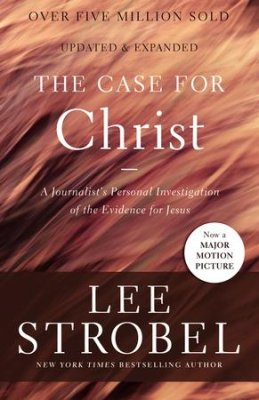 OVER FIVE MILLION SOLD
UPDATED & EXPANDED
THE CASE FOR
Christ
A Journalist's Personal Investigation
of the Evidence for Jesus
Now a
MAJOR
MOTION
PICTURE
LEE
STROBEL
NEW YORK TIMES BESTSELLING AUTHOR